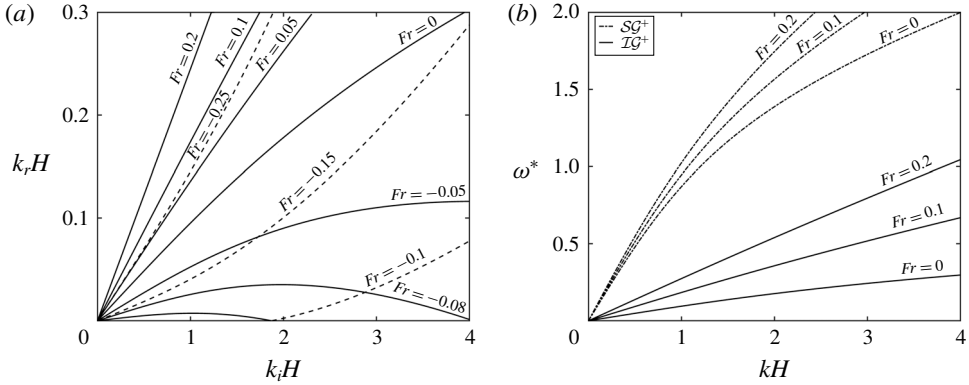 (a)
0.3
Fr = 0.2
Fr = 0.1
Fr = −0.25
Fr = 0.05
Fr = 0
k_rH
0.2
Fr = −0.15
Fr = −0.05
0.1
Fr = −0.1
Fr = −0.08
0
1
2
3
4
k_iH
(b)
2.0
SG+
IG+
Fr = 0.2
Fr = 0.1
Fr = 0
1.5
ω*
1.0
Fr = 0.2
0.5
Fr = 0.1
Fr = 0
0
1
2
3
4
kH